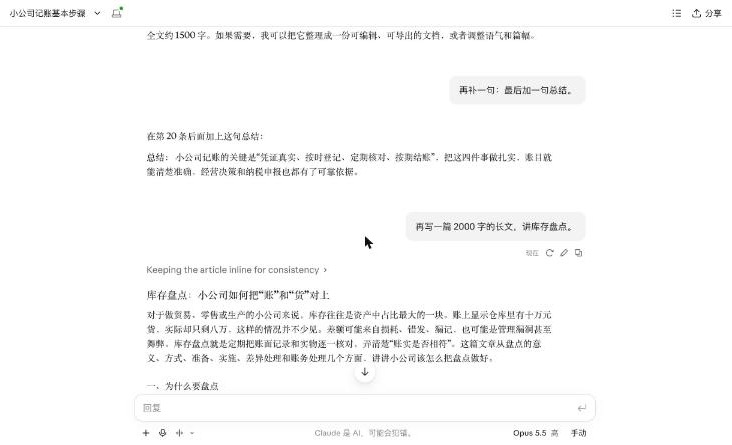 小公司记账基本步骤
分享
全文约 1500 字。如果需要，我可以把它整理成一份可编辑、可导出的文档，或者调整语气和篇幅。
再补一句：最后加一句总结。
在第 20 条后面加上这句总结：
总结：小公司记账的关键是“凭证真实、按时登记、定期核对、按期结账”。把这四件事做扎实，账目就
能清楚准确，经营决策和纳税申报也都有了可靠依据。
再写一篇 2000 字的长文，讲库存盘点。
现在
Keeping the article inline for consistency
库存盘点：小公司如何把“账”和“货”对上
对于做贸易、零售或生产的小公司来说，库存往往是资产中占比最大的一块。账上显示仓库里有十万元
货，实际却只剩八万，这样的情况并不少见。差额可能来自损耗、错发、漏记，也可能是管理漏洞甚至
舞弊。库存盘点就是定期把账面记录和实物逐一核对，弄清楚“账实是否相符”。这篇文章从盘点的意
义、方式、准备、实施、差异处理和账务处理几个方面，讲讲小公司该怎么把盘点做好。
一、为什么要盘点
回复
Claude 是 AI，可能会犯错。
Opus 5.5 高 手动